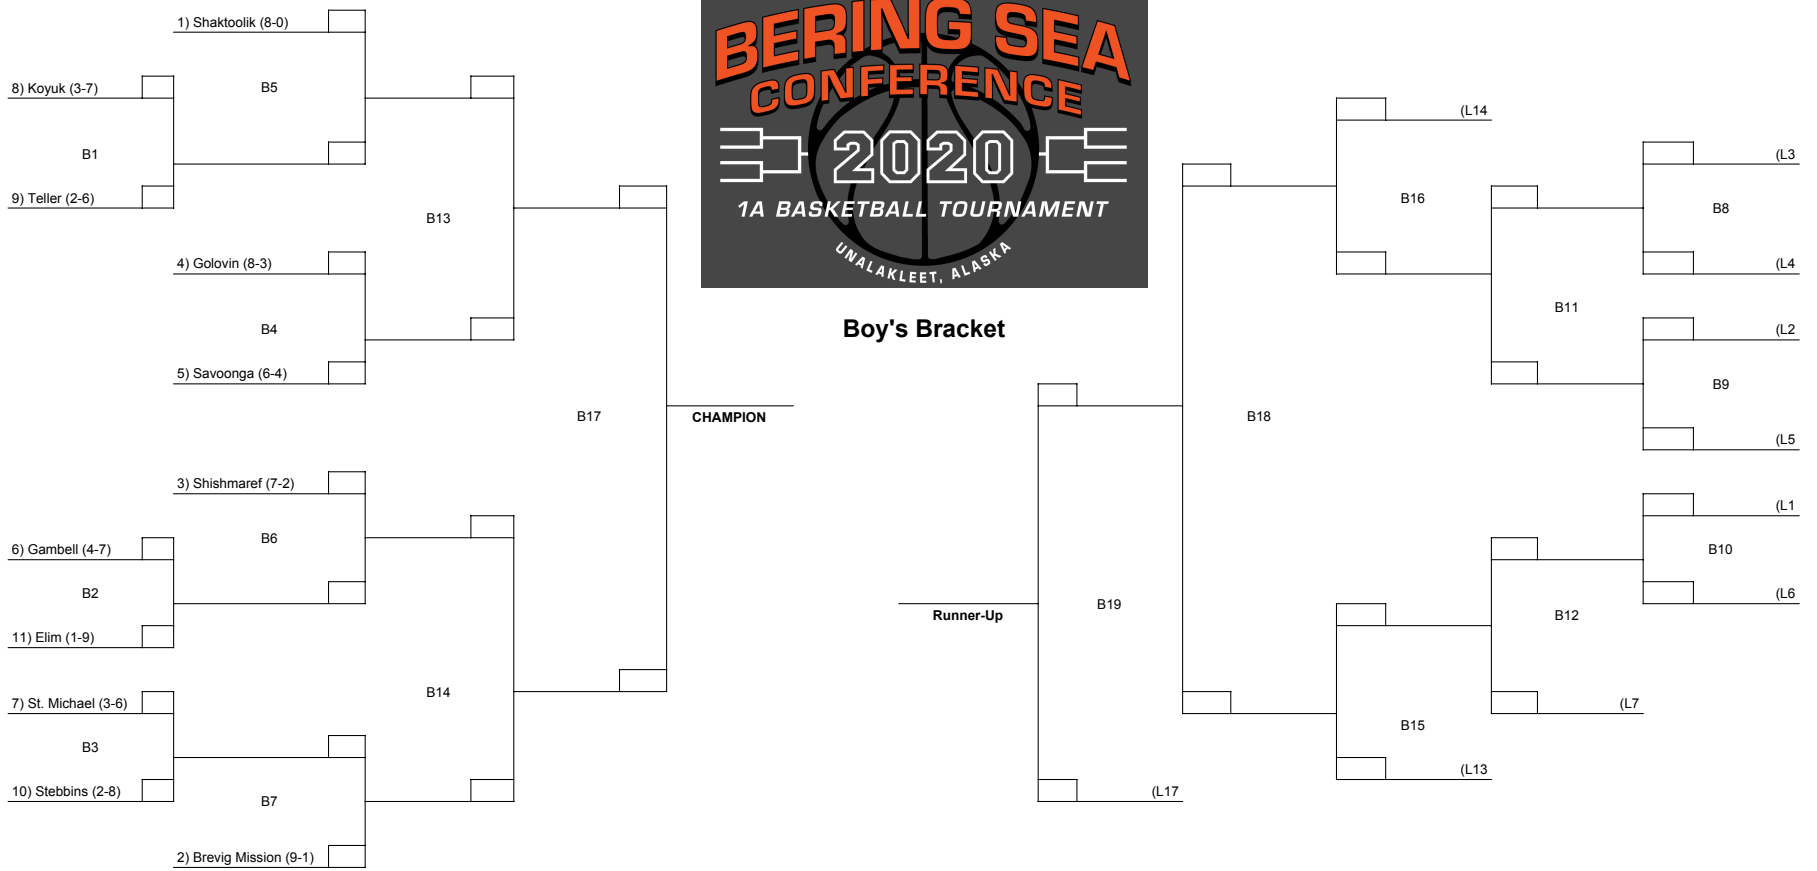 BERING SEA
CONFERENCE
2020
1A BASKETBALL TOURNAMENT
UNALAKLEET, ALASKA
Boy's Bracket
1) Shaktoolik (8-0)
B5
8) Koyuk (3-7)
B1
9) Teller (2-6)
B13
4) Golovin (8-3)
B4
5) Savoonga (6-4)
B17
CHAMPION
3) Shishmaref (7-2)
B6
6) Gambell (4-7)
B2
11) Elim (1-9)
B14
7) St. Michael (3-6)
B3
10) Stebbins (2-8)
B7
2) Brevig Mission (9-1)
(L14
(L3
B16
B8
(L4
B11
(L2
B9
(L5
B18
(L1
B10
(L6
B19
Runner-Up
B12
(L7
B15
(L13
(L17